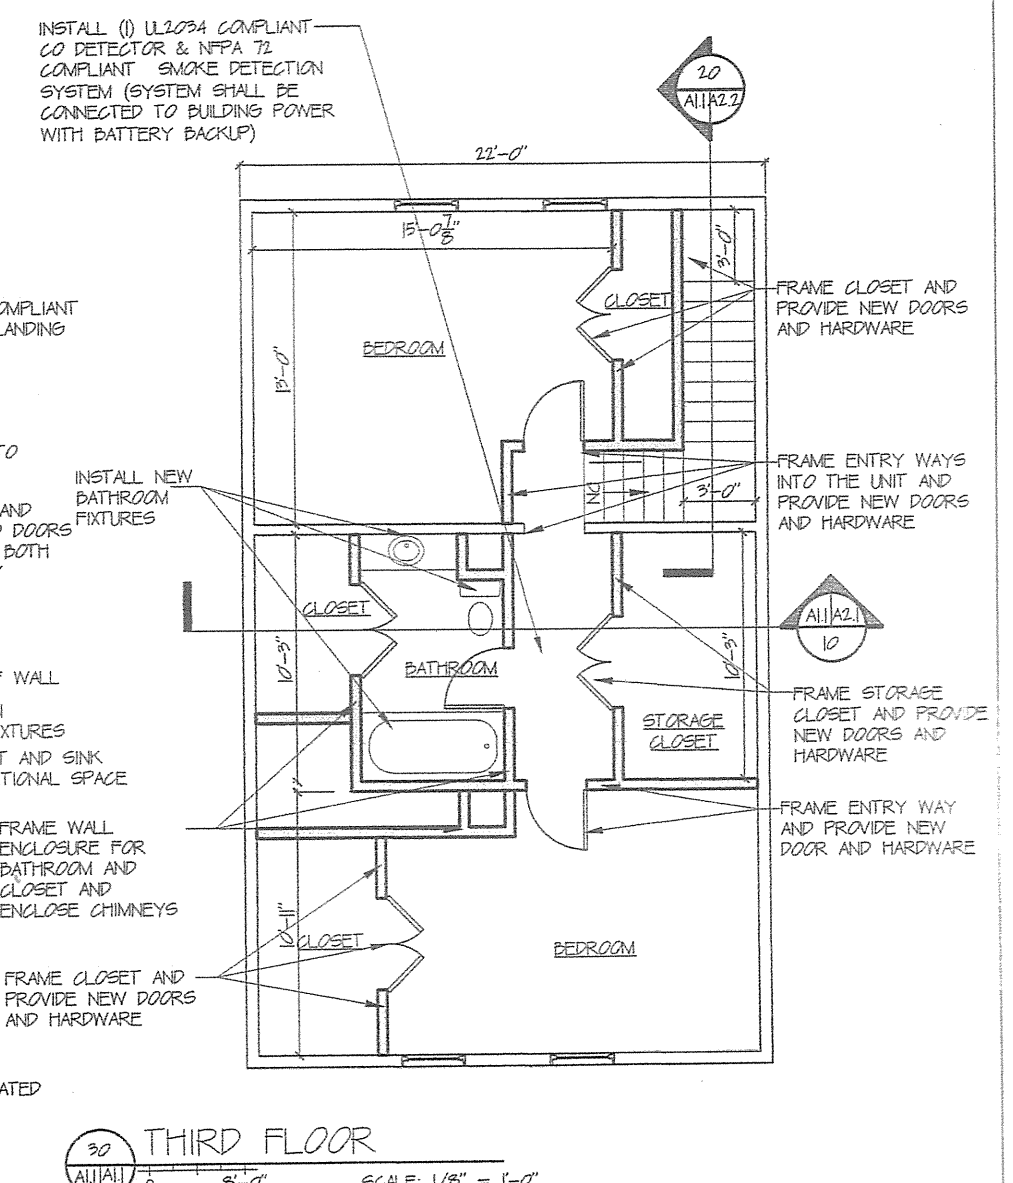 INSTALL (1) UL2034 COMPLIANT
CO DETECTOR & NFPA 72
COMPLIANT SMOKE DETECTION
SYSTEM (SYSTEM SHALL BE
CONNECTED TO BUILDING POWER
WITH BATTERY BACKUP)
20
A1.1 A2.2
22'-0"
15'-0 7/8"
3'-0"
CLOSET
FRAME CLOSET AND
PROVIDE NEW DOORS
AND HARDWARE
OMPLIANT
LANDING
BEDROOM
13'-0"
TO
AND
DOORS
BOTH
INSTALL NEW
BATHROOM
FIXTURES
FRAME ENTRY WAYS
INTO THE UNIT AND
PROVIDE NEW DOORS
AND HARDWARE
DN
3'-0"
CLOSET
10'-3"
BATHROOM
10'-3"
A1.1 A2.1
10
WALL
XTURES
T AND SINK
TIONAL SPACE
STORAGE
CLOSET
FRAME STORAGE
CLOSET AND PROVIDE
NEW DOORS AND
HARDWARE
FRAME WALL
ENCLOSURE FOR
BATHROOM AND
CLOSET AND
ENCLOSE CHIMNEYS
FRAME ENTRY WAY
AND PROVIDE NEW
DOOR AND HARDWARE
10'-11"
CLOSET
BEDROOM
FRAME CLOSET AND
PROVIDE NEW DOORS
AND HARDWARE
ATED
30
A1.1 A1.1
THIRD FLOOR
0 8'-0"
SCALE: 1/8" = 1'-0"